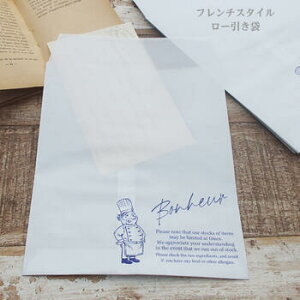 フレンチスタイル
ロー引き袋
Bonheur
Please note that our stocks of items
may be limited at times.
We appreciate your understanding
in the event that we run out of stock.
Please check the raw ingredients, and avoid
if you have any food or other allergies.